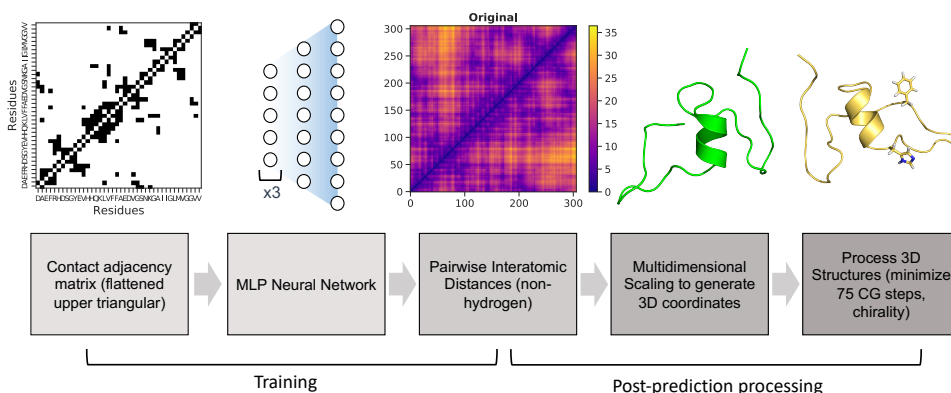 Residues
DAEFRHDSGYEVHHQKLVFFAEDVGSNKGAIIGLMVGGVV
DAEFRHDSGYEVHHQKLVFFAEDVGSNKGAIIGLMVGGVV
Residues
x3
Original
300
250
200
150
100
50
0
0
100
200
300
35
30
25
20
15
10
5
0
Contact adjacency
matrix (flattened
upper triangular)
MLP Neural Network
Pairwise Interatomic
Distances (non-
hydrogen)
Multidimensional
Scaling to generate
3D coordinates
Process 3D
Structures (minimize
75 CG steps,
chirality)
Training
Post-prediction processing